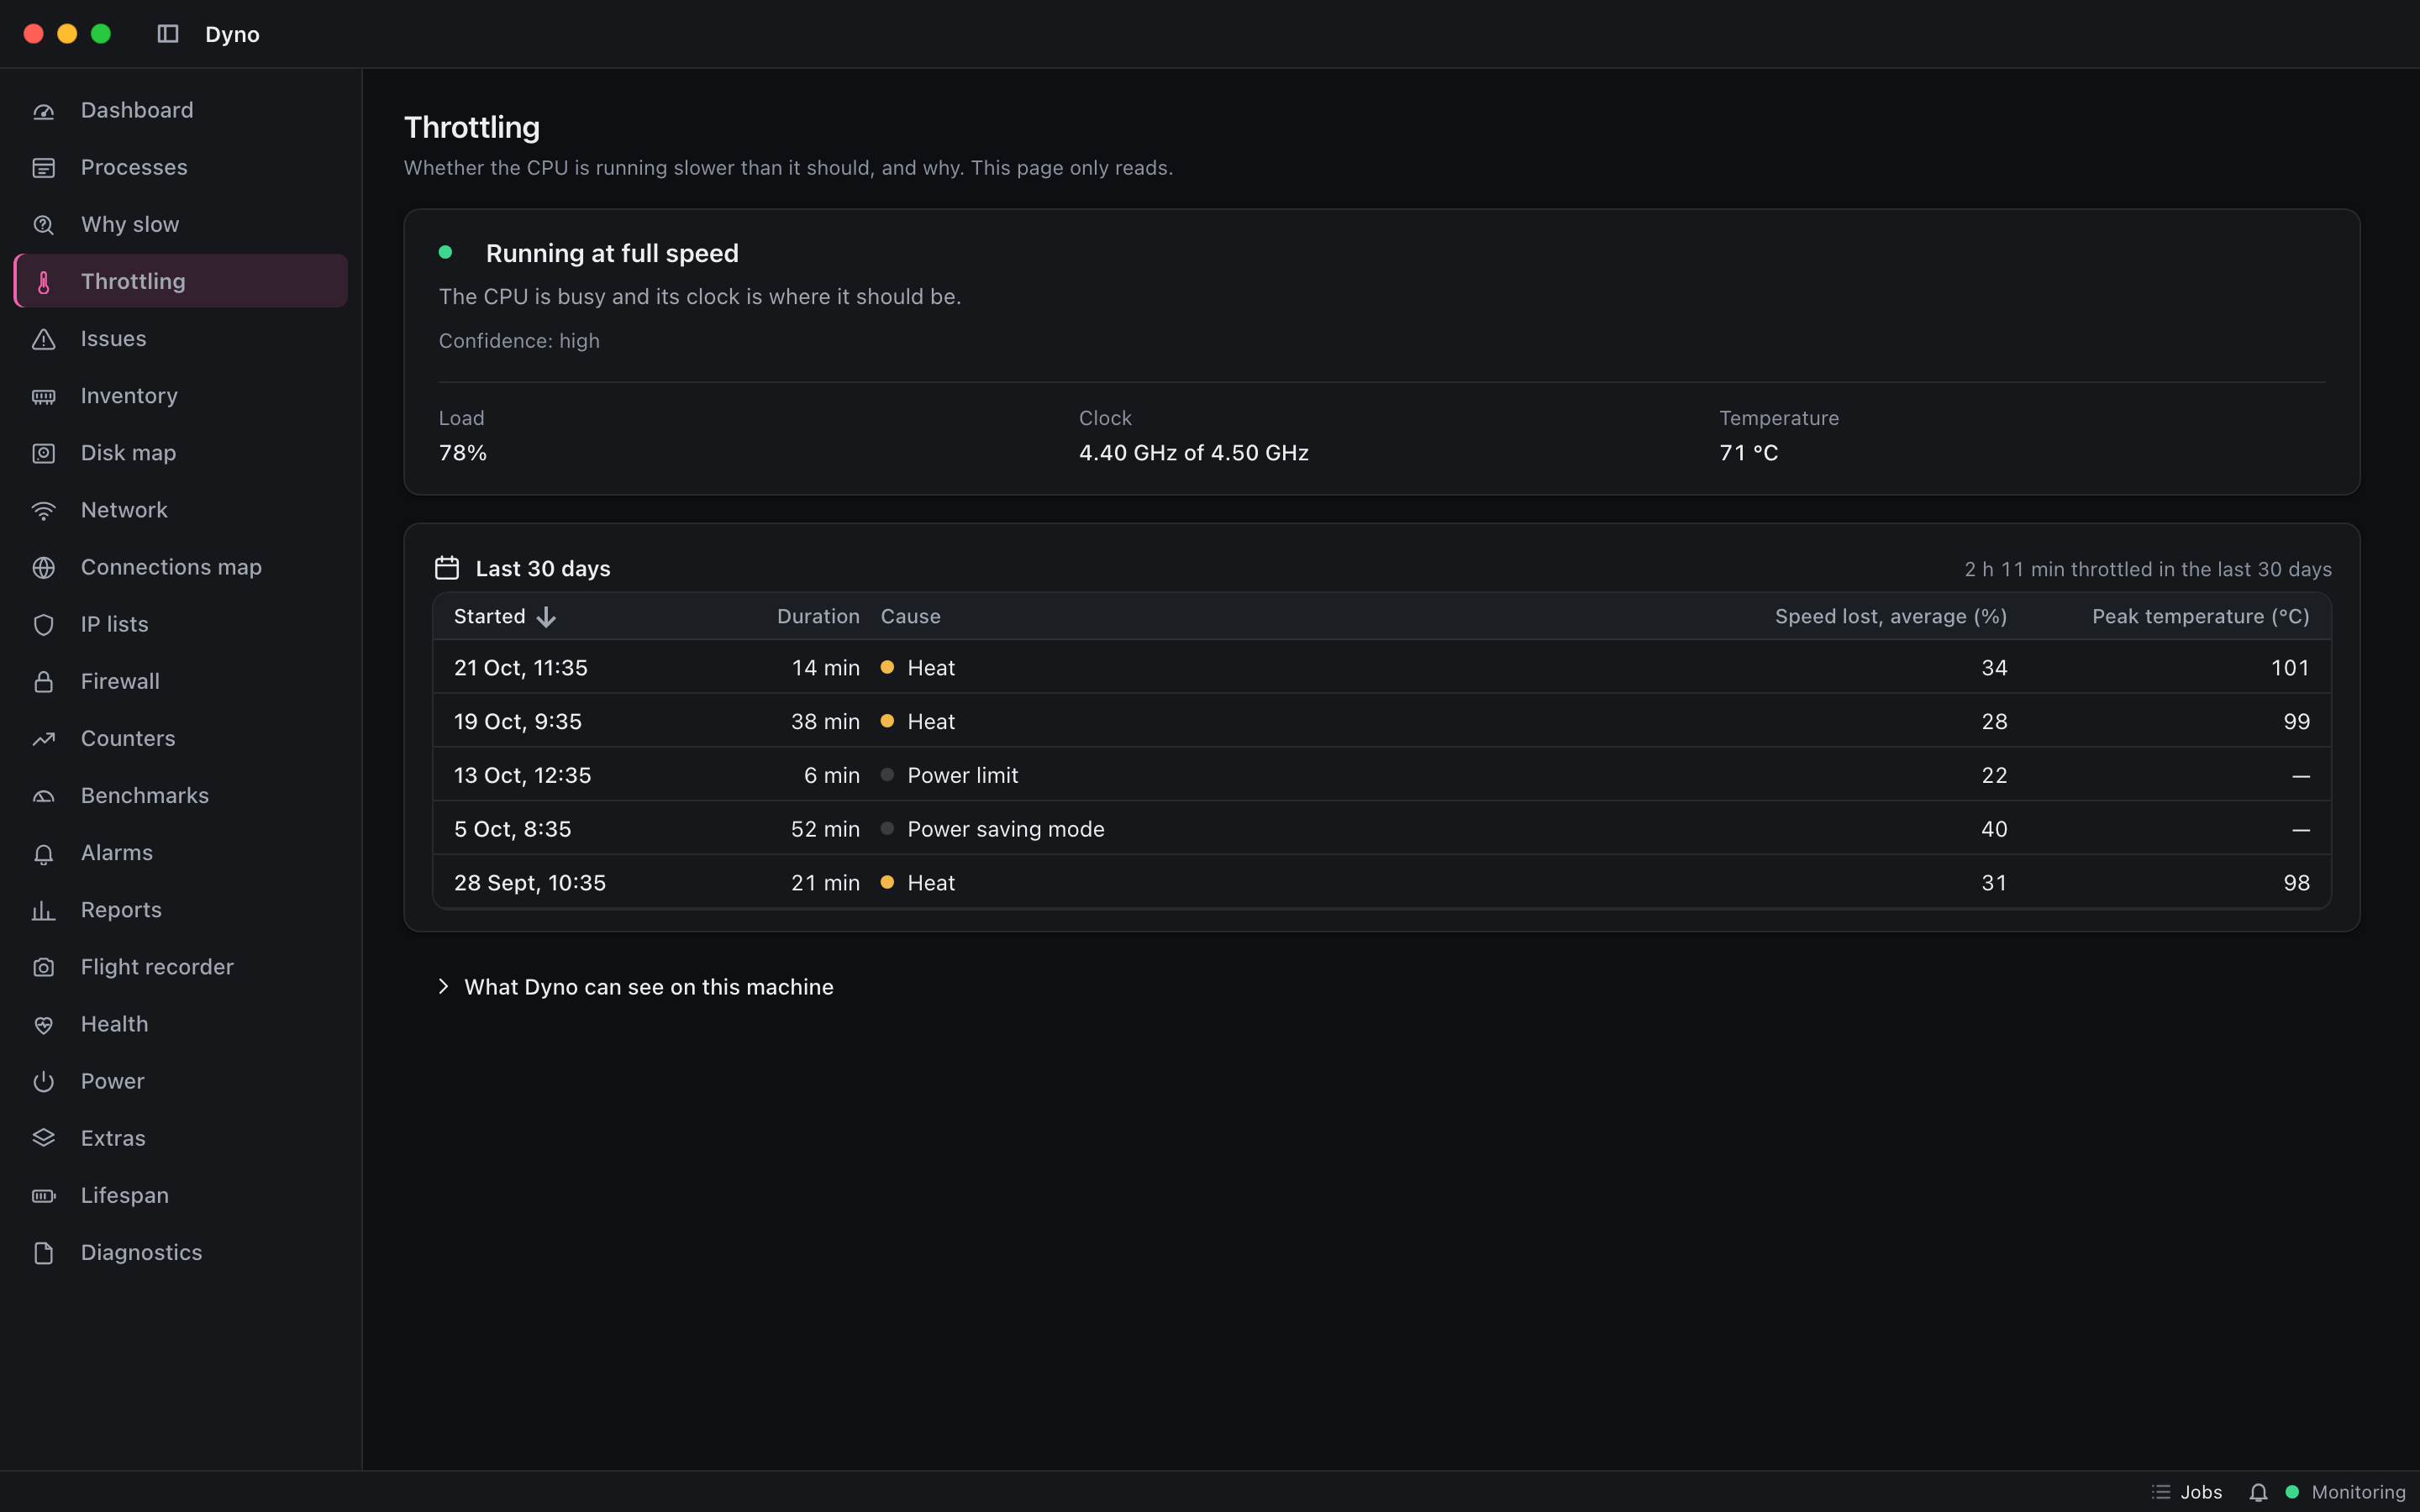 Dyno
Dashboard
Processes
Why slow
Throttling
Issues
Inventory
Disk map
Network
Connections map
IP lists
Firewall
Counters
Benchmarks
Alarms
Reports
Flight recorder
Health
Power
Extras
Lifespan
Diagnostics
Throttling
Whether the CPU is running slower than it should, and why. This page only reads.
Running at full speed
The CPU is busy and its clock is where it should be.
Confidence: high
Load Clock Temperature
78% 4.40 GHz of 4.50 GHz 71 °C
Last 30 days 2 h 11 min throttled in the last 30 days
Started Duration Cause Speed lost, average (%) Peak temperature (°C)
21 Oct, 11:35 14 min Heat 34 101
19 Oct, 9:35 38 min Heat 28 99
13 Oct, 12:35 6 min Power limit 22 —
5 Oct, 8:35 52 min Power saving mode 40 —
28 Sept, 10:35 21 min Heat 31 98
What Dyno can see on this machine
Jobs Monitoring